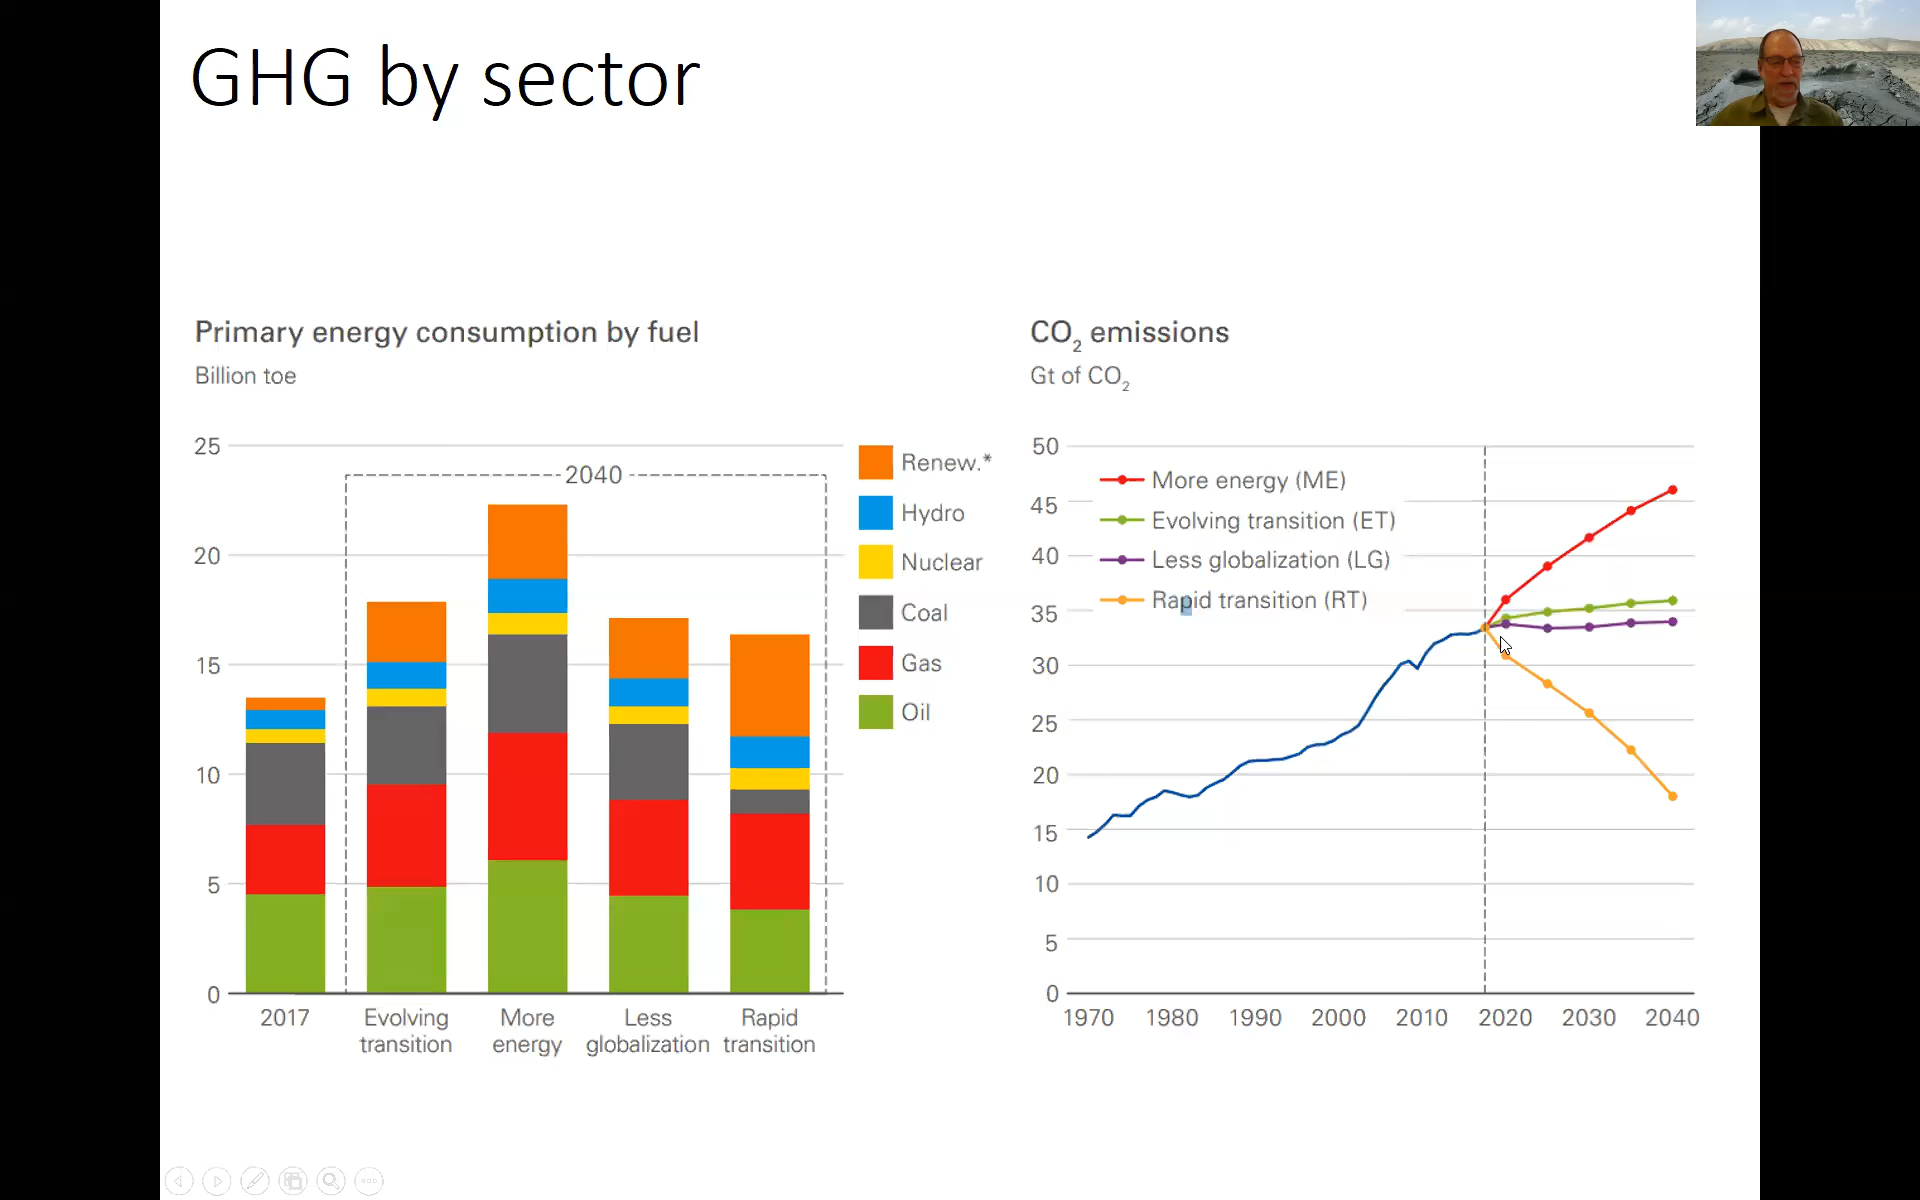 GHG by sector
Primary energy consumption by fuel
Billion toe
25
20
15
10
5
0
2040
2017
Evolving transition
More energy
Less globalization
Rapid transition
Renew.*
Hydro
Nuclear
Coal
Gas
Oil
CO₂ emissions
Gt of CO₂
50
45
40
35
30
25
20
15
10
5
0
More energy (ME)
Evolving transition (ET)
Less globalization (LG)
Rapid transition (RT)
1970 1980 1990 2000 2010 2020 2030 2040